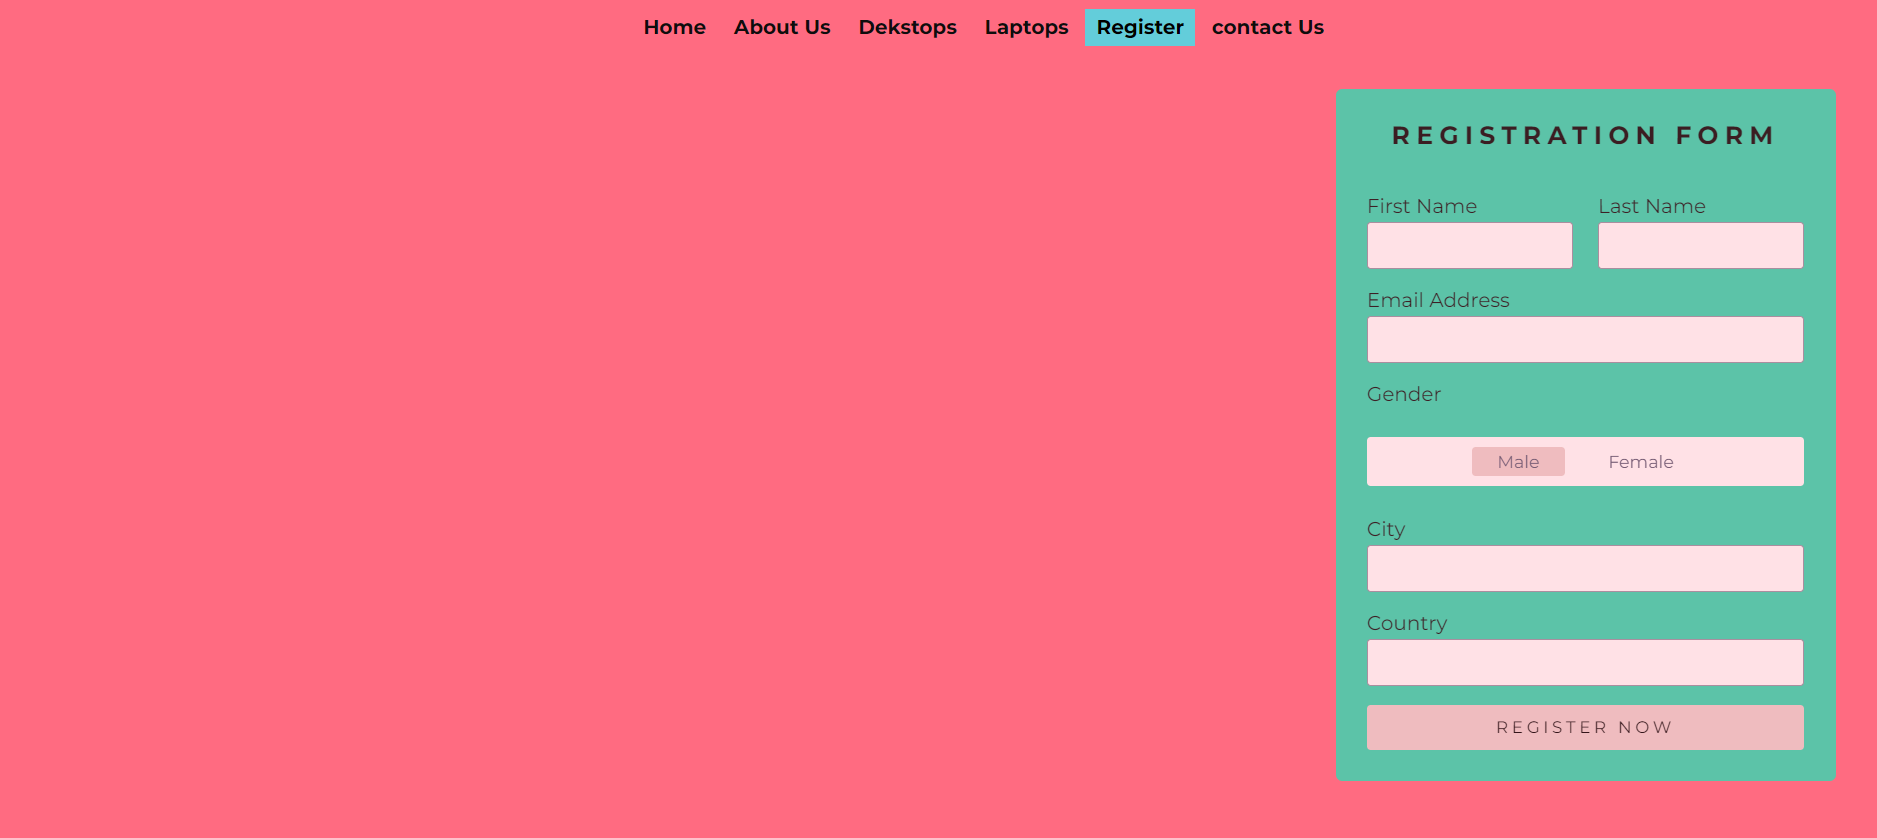 Home About Us Dekstops Laptops Register contact Us
REGISTRATION FORM
First Name Last Name
Email Address
Gender
Male Female
City
Country
REGISTER NOW